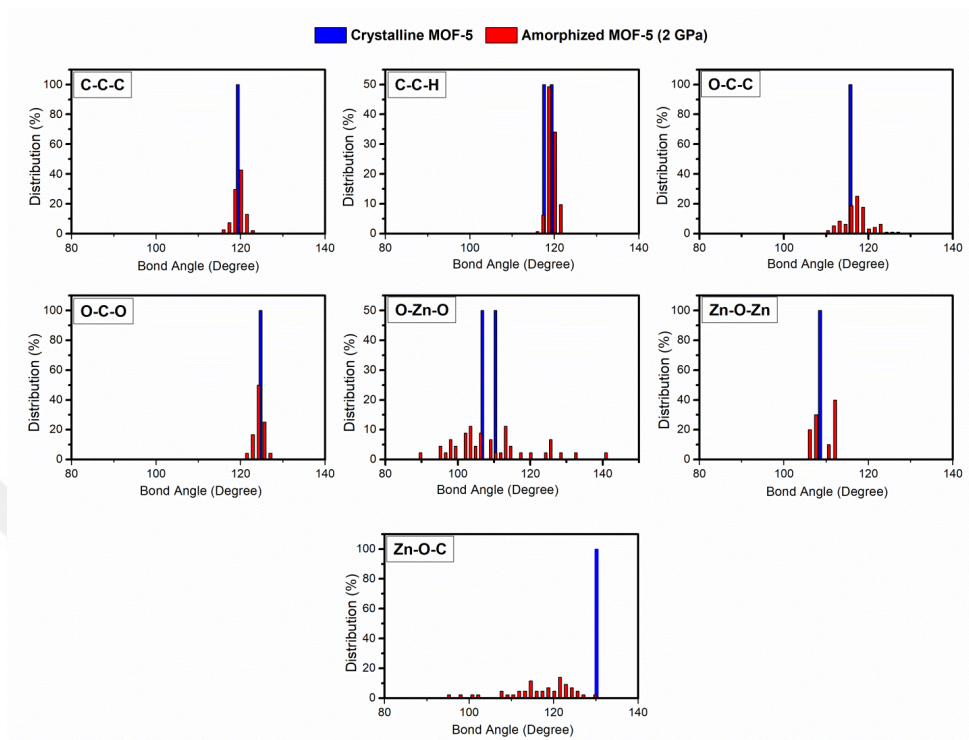 Crystalline MOF-5 Amorphized MOF-5 (2 GPa)
C-C-C
Distribution (%)
100
80
60
40
20
0
80 100 120 140
Bond Angle (Degree)
C-C-H
Distribution (%)
50
40
30
20
10
0
80 100 120 140
Bond Angle (Degree)
O-C-C
Distribution (%)
100
80
60
40
20
0
80 100 120 140
Bond Angle (Degree)
O-C-O
Distribution (%)
100
80
60
40
20
0
80 100 120 140
Bond Angle (Degree)
O-Zn-O
Distribution (%)
50
40
30
20
10
0
80 100 120 140
Bond Angle (Degree)
Zn-O-Zn
Distribution (%)
100
80
60
40
20
0
80 100 120 140
Bond Angle (Degree)
Zn-O-C
Distribution (%)
100
80
60
40
20
0
80 100 120 140
Bond Angle (Degree)